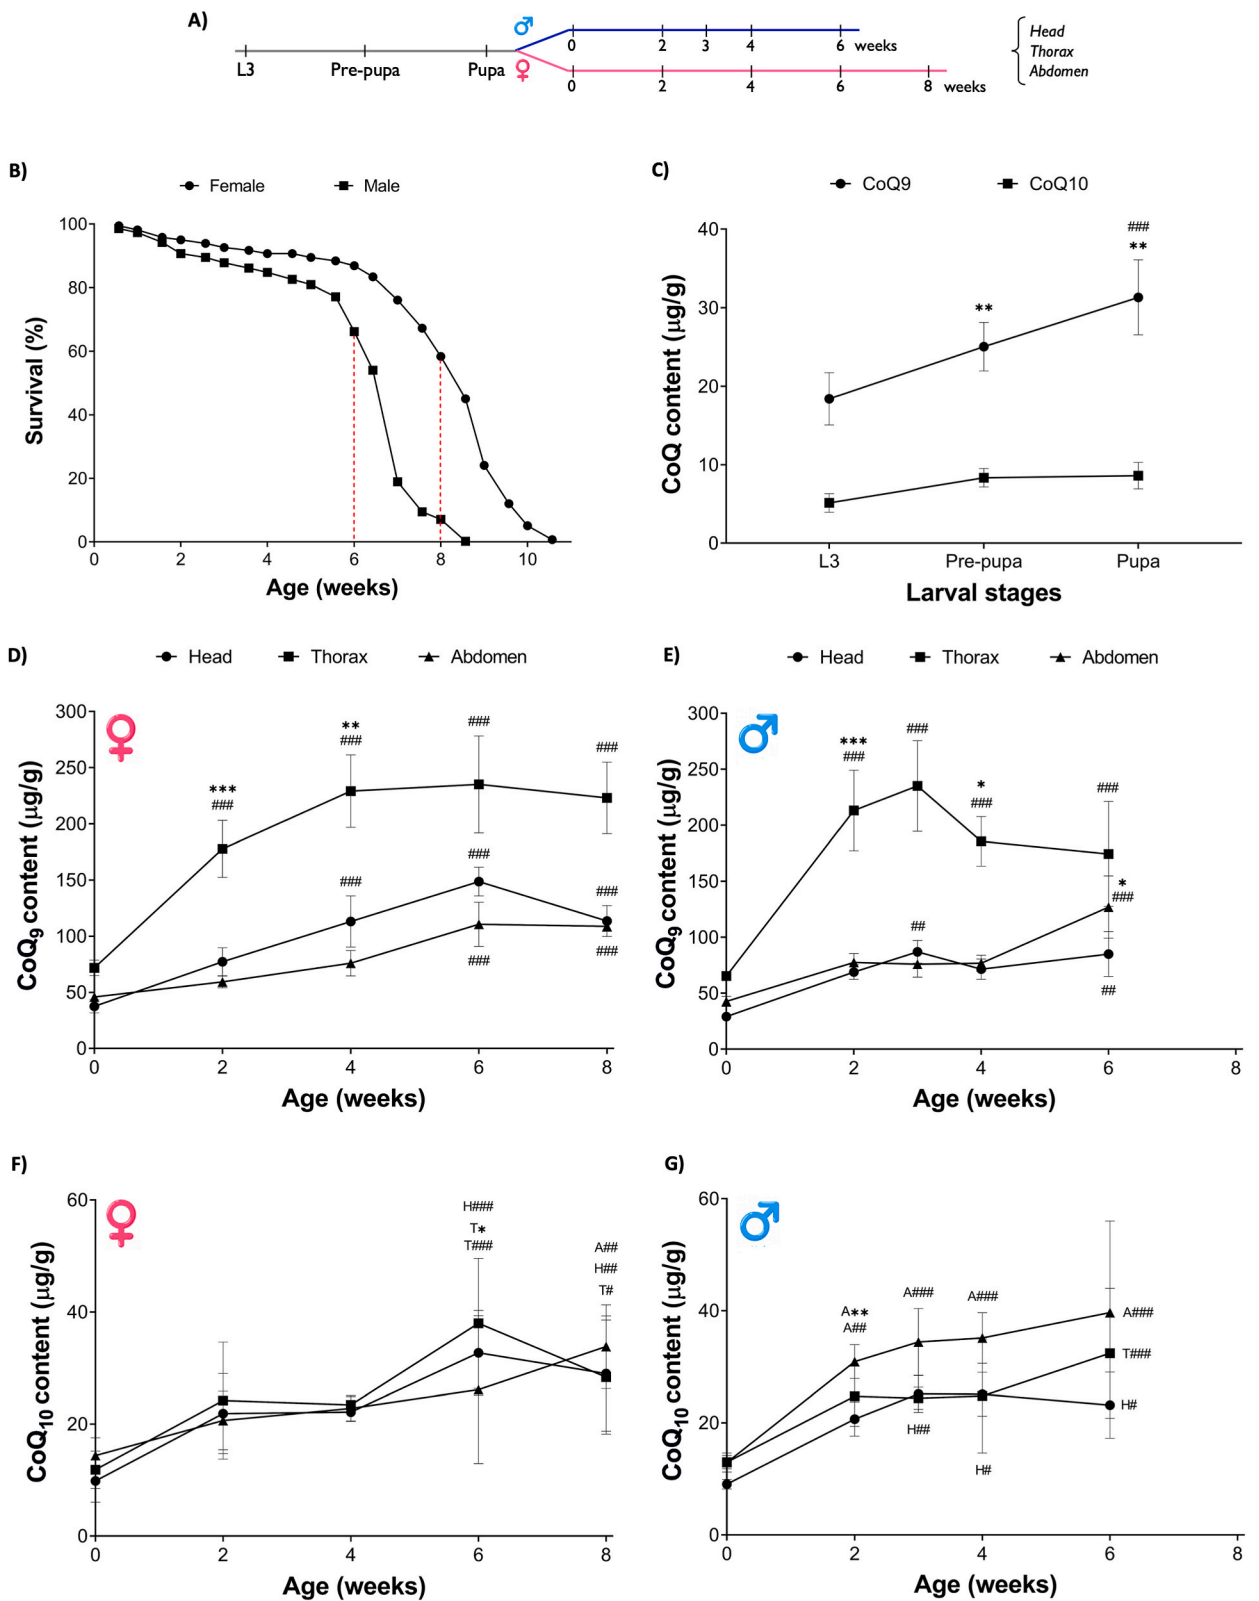 A)
♂ 0 2 3 4 6 weeks
L3 Pre-pupa Pupa
♀ 0 2 4 6 8 weeks
Head
Thorax
Abdomen
B)
Female Male
100
80
60
40
20
0
0 2 4 6 8 10
Survival (%)
Age (weeks)
C)
CoQ9 CoQ10
###
**
**
40
30
20
10
0
L3 Pre-pupa Pupa
CoQ content (µg/g)
Larval stages
D)
Head Thorax Abdomen
♀
***
###
**
###
###
###
###
###
###
###
###
300
250
200
150
100
50
0
0 2 4 6 8
CoQ9 content (µg/g)
Age (weeks)
E)
Head Thorax Abdomen
♂
***
###
###
*
###
###
*
###
##
##
300
250
200
150
100
50
0
0 2 4 6 8
CoQ9 content (µg/g)
Age (weeks)
F)
♀
H###
T*
T###
A##
H##
T#
60
40
20
0
0 2 4 6 8
CoQ10 content (µg/g)
Age (weeks)
G)
♂
A**
A##
A###
A###
A###
T###
H#
H##
H#
60
40
20
0
0 2 4 6 8
CoQ10 content (µg/g)
Age (weeks)